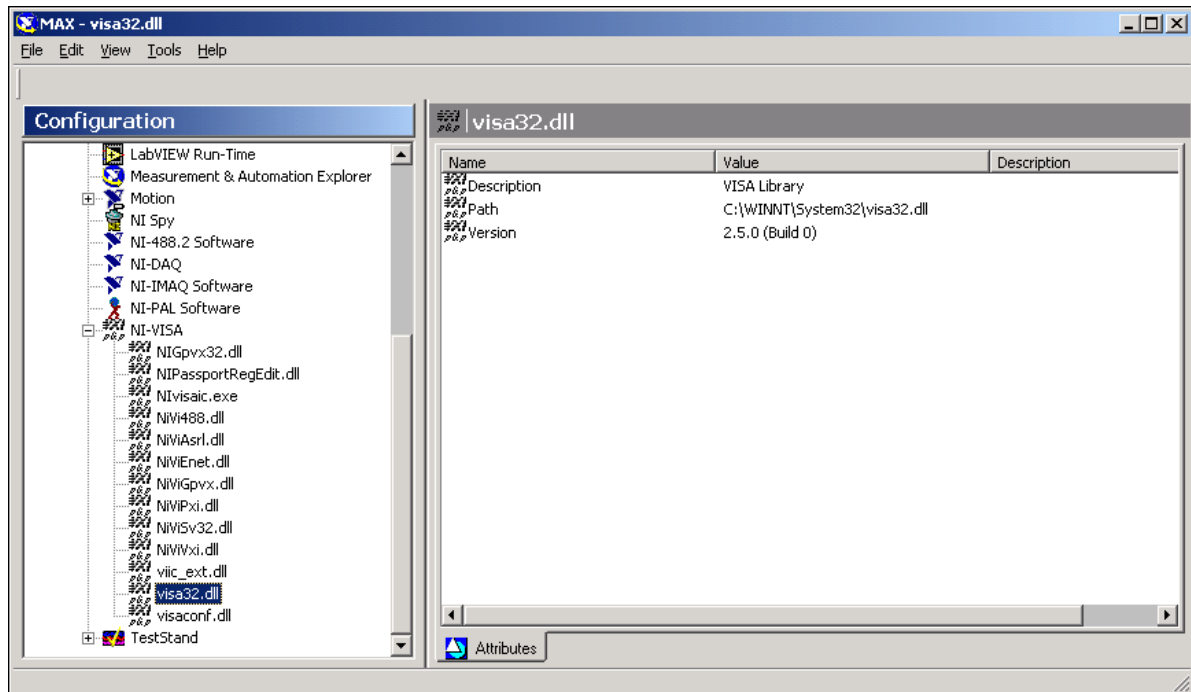 MAX - visa32.dll
File Edit View Tools Help
Configuration
LabVIEW Run-Time
Measurement & Automation Explorer
Motion
NI Spy
NI-488.2 Software
NI-DAQ
NI-IMAQ Software
NI-PAL Software
NI-VISA
NIGpvx32.dll
NIPassportRegEdit.dll
NIvisaic.exe
NiVi488.dll
NiViAsrl.dll
NiViEnet.dll
NiViGpvx.dll
NiViPxi.dll
NiViSv32.dll
NiViVxi.dll
viic_ext.dll
visa32.dll
visaconf.dll
TestStand
visa32.dll
Name Value Description
Description VISA Library
Path C:\WINNT\System32\visa32.dll
Version 2.5.0 (Build 0)
Attributes